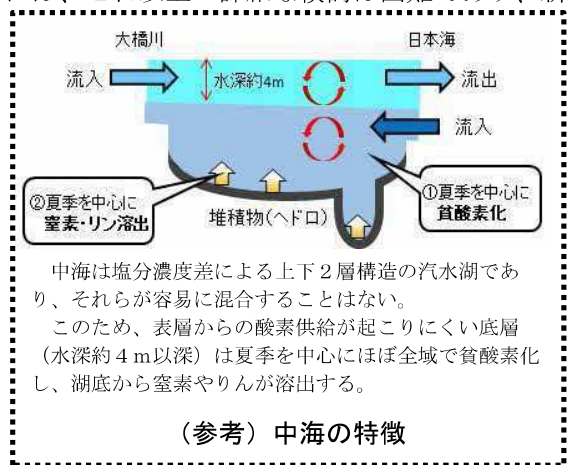 大橋川
日本海
流入
水深約4m
流出
流入
②夏季を中心に
窒素・リン溶出
堆積物(ヘドロ)
①夏季を中心に
貧酸素化
中海は塩分濃度差による上下２層構造の汽水湖であ
り、それらが容易に混合することはない。
このため、表層からの酸素供給が起こりにくい底層
（水深約４ｍ以深）は夏季を中心にほぼ全域で貧酸素化
し、湖底から窒素やりんが溶出する。
（参考）中海の特徴